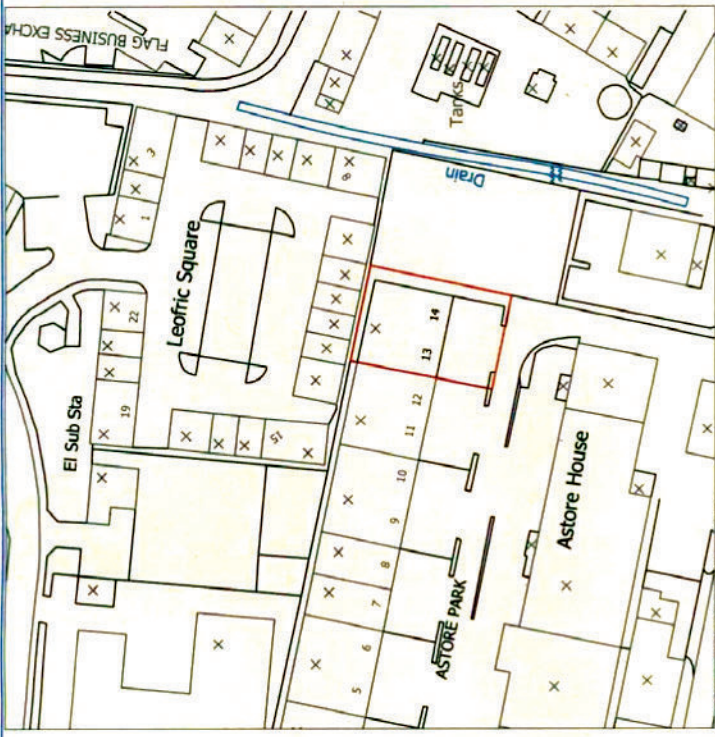 FLAG BUSINESS EXCHA
Tanks
Drain
3
1
8
Leofric Square
22
19
El Sub Sta
15
14
13
12
11
10
9
8
7
6
5
ASTORE PARK
Astore House